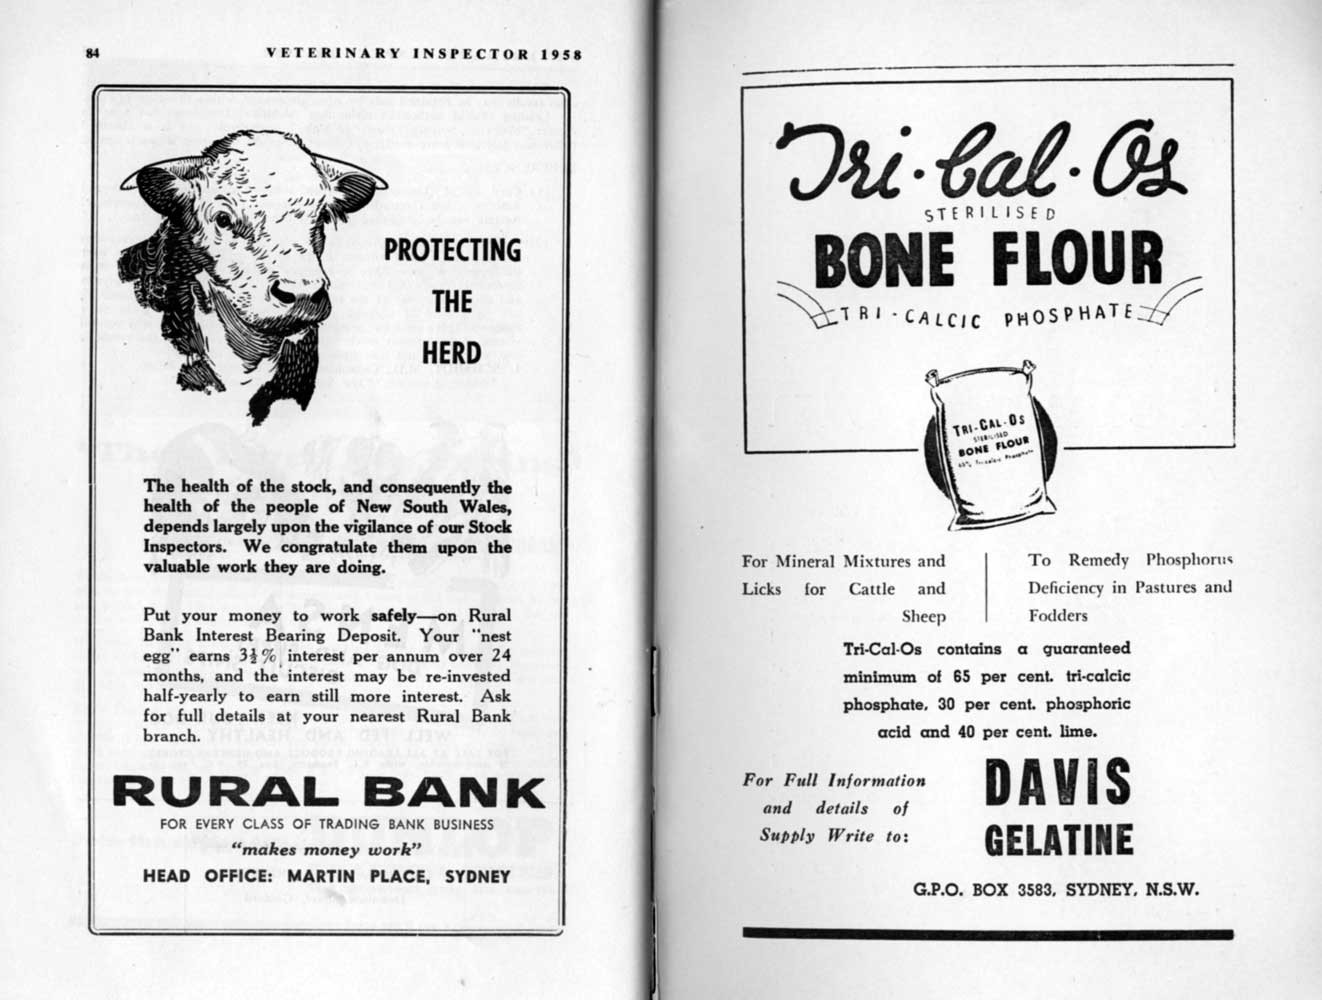 84
VETERINARY INSPECTOR 1958
PROTECTING
THE
HERD
The health of the stock, and consequently the
health of the people of New South Wales,
depends largely upon the vigilance of our Stock
Inspectors. We congratulate them upon the
valuable work they are doing.
Put your money to work safely—on Rural
Bank Interest Bearing Deposit. Your "nest
egg" earns 3½% interest per annum over 24
months, and the interest may be re-invested
half-yearly to earn still more interest. Ask
for full details at your nearest Rural Bank
branch.
RURAL BANK
FOR EVERY CLASS OF TRADING BANK BUSINESS
"makes money work"
HEAD OFFICE: MARTIN PLACE, SYDNEY
Tri·Cal·Os
STERILISED
BONE FLOUR
TRI-CALCIC PHOSPHATE
TRI-CAL-OS
STERILISED
BONE FLOUR
65% Tri-calcic Phosphate
For Mineral Mixtures and
Licks for Cattle and
Sheep
To Remedy Phosphorus
Deficiency in Pastures and
Fodders
Tri-Cal-Os contains a guaranteed
minimum of 65 per cent. tri-calcic
phosphate, 30 per cent. phosphoric
acid and 40 per cent. lime.
For Full Information
and details of
Supply Write to:
DAVIS
GELATINE
G.P.O. BOX 3583, SYDNEY, N.S.W.